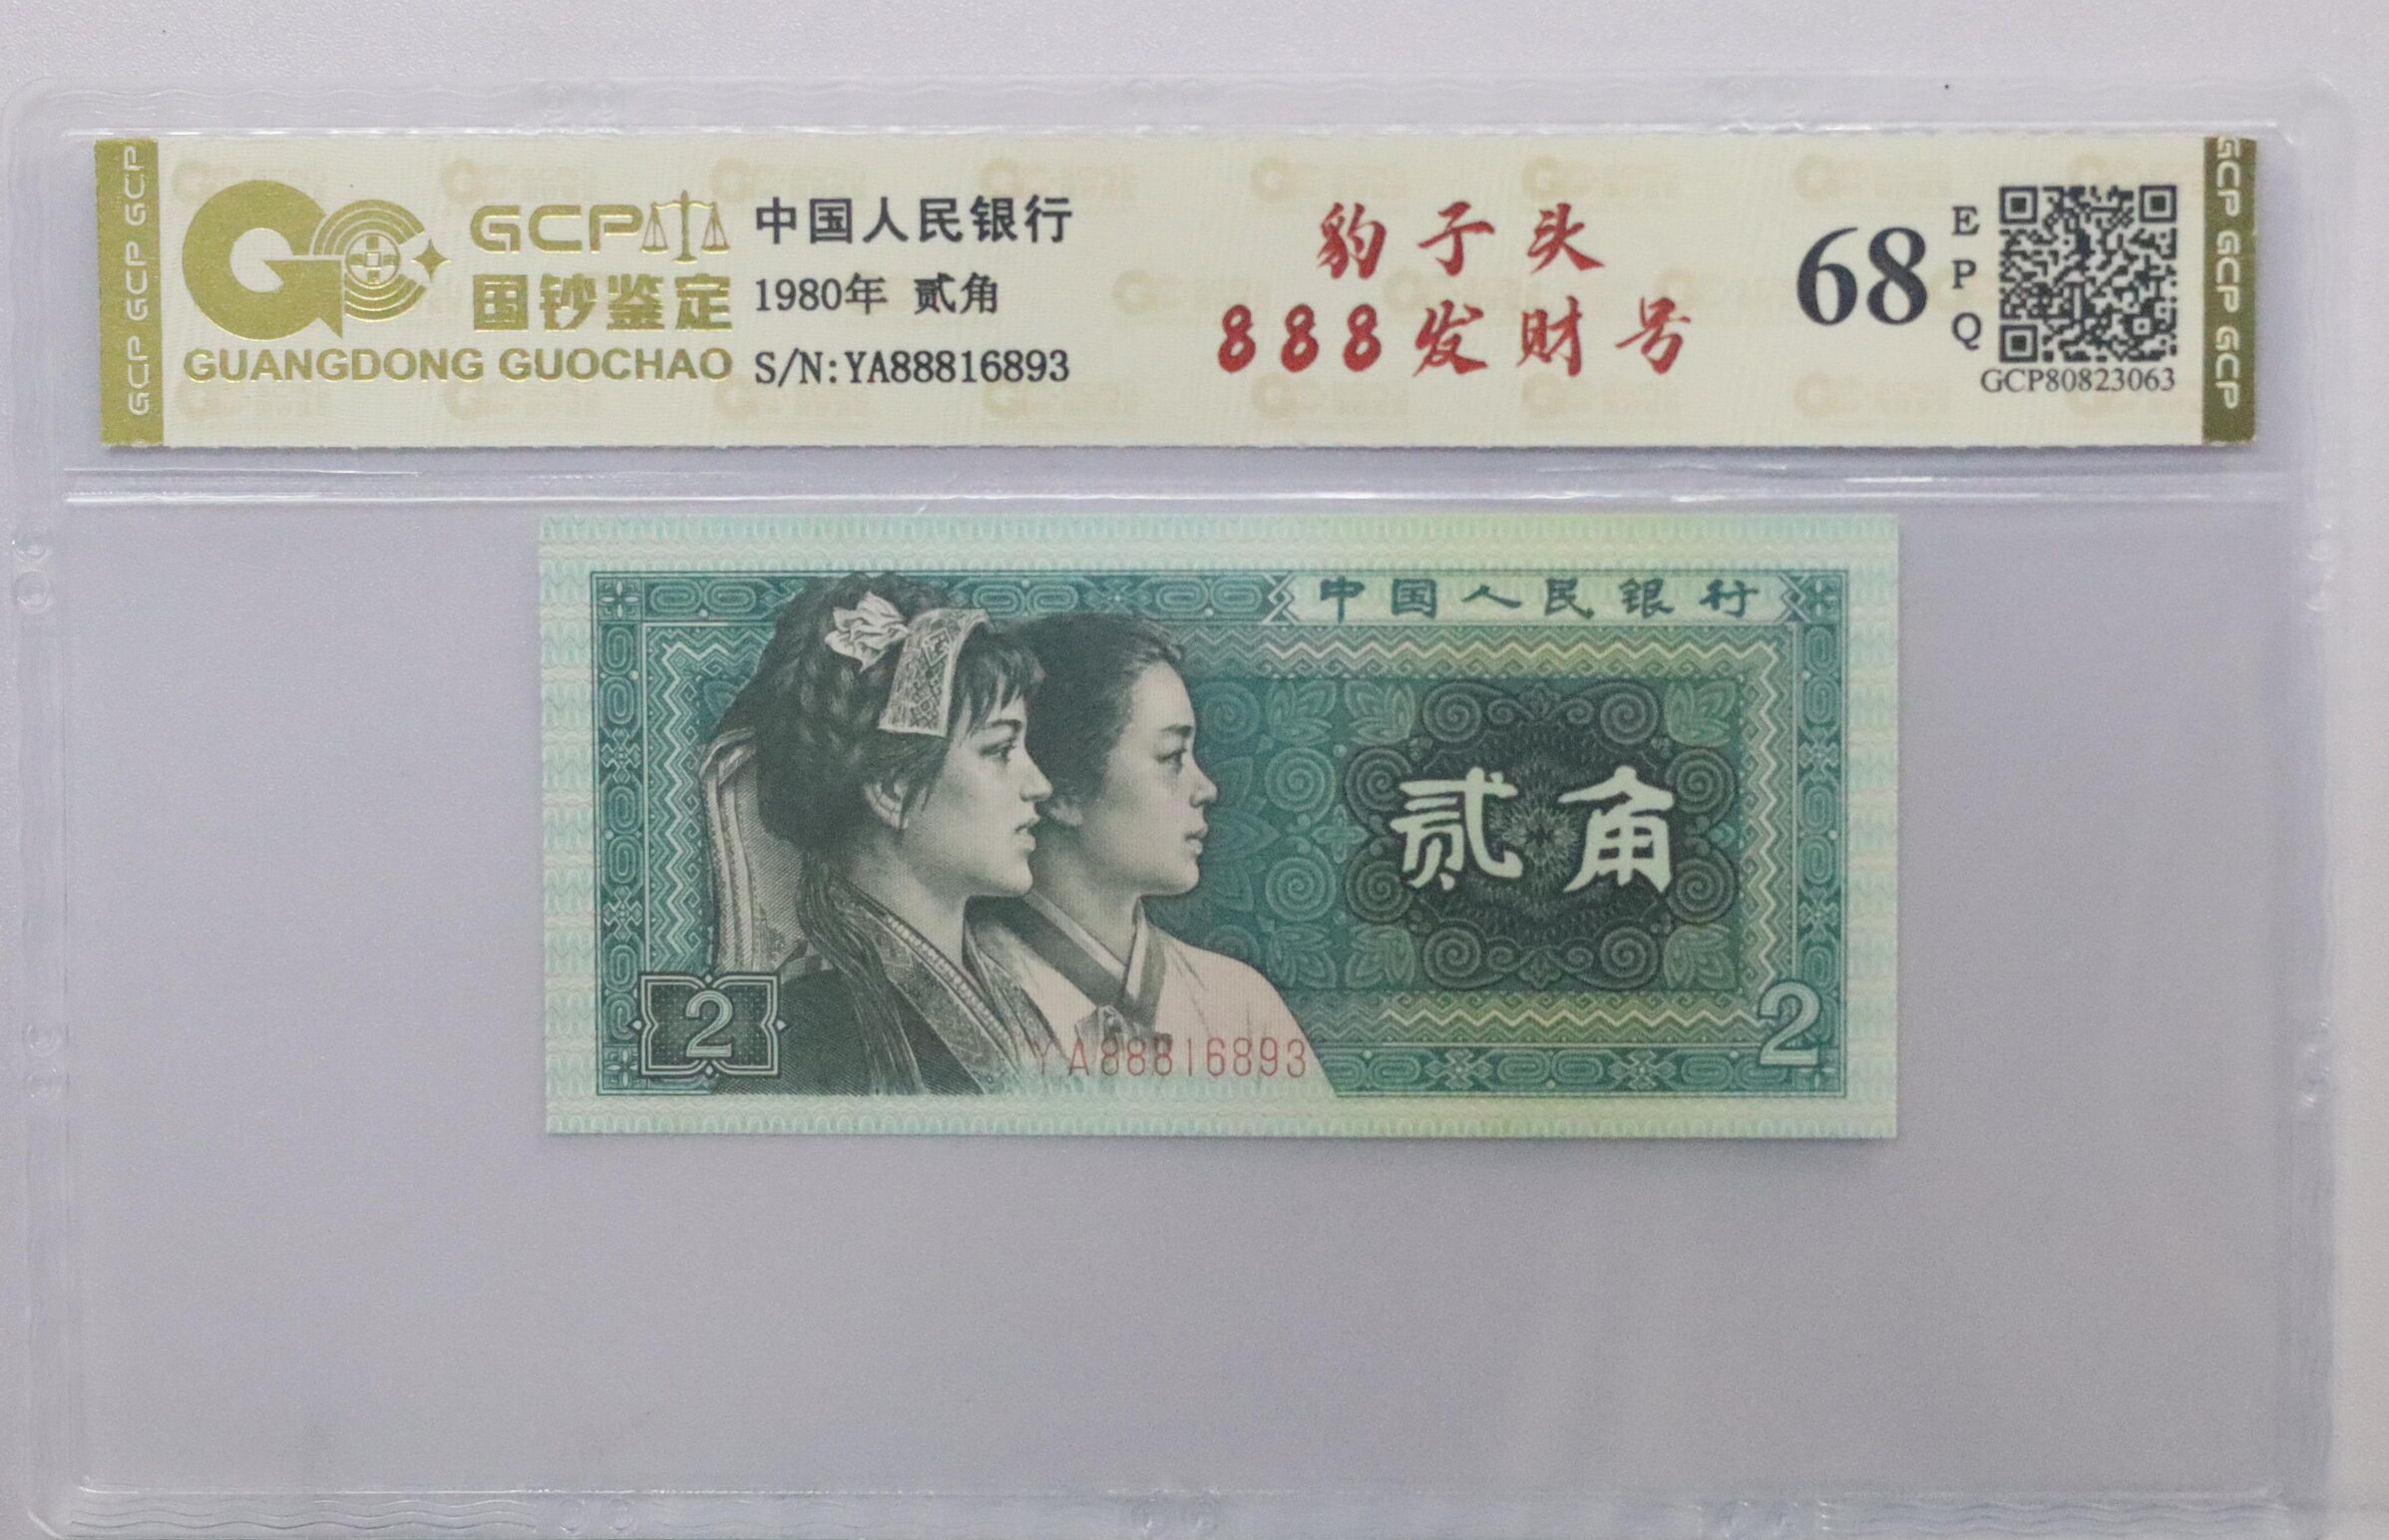 GCP GCP GCP
GCP
国钞鉴定
GUANGDONG GUOCHAO
中国人民银行
1980年 贰角
S/N:YA88816893
豹子头
888发财号
68
E
P
Q
GCP80823063
GCP GCP GCP
中国人民银行
贰角
2
YA88816893
2